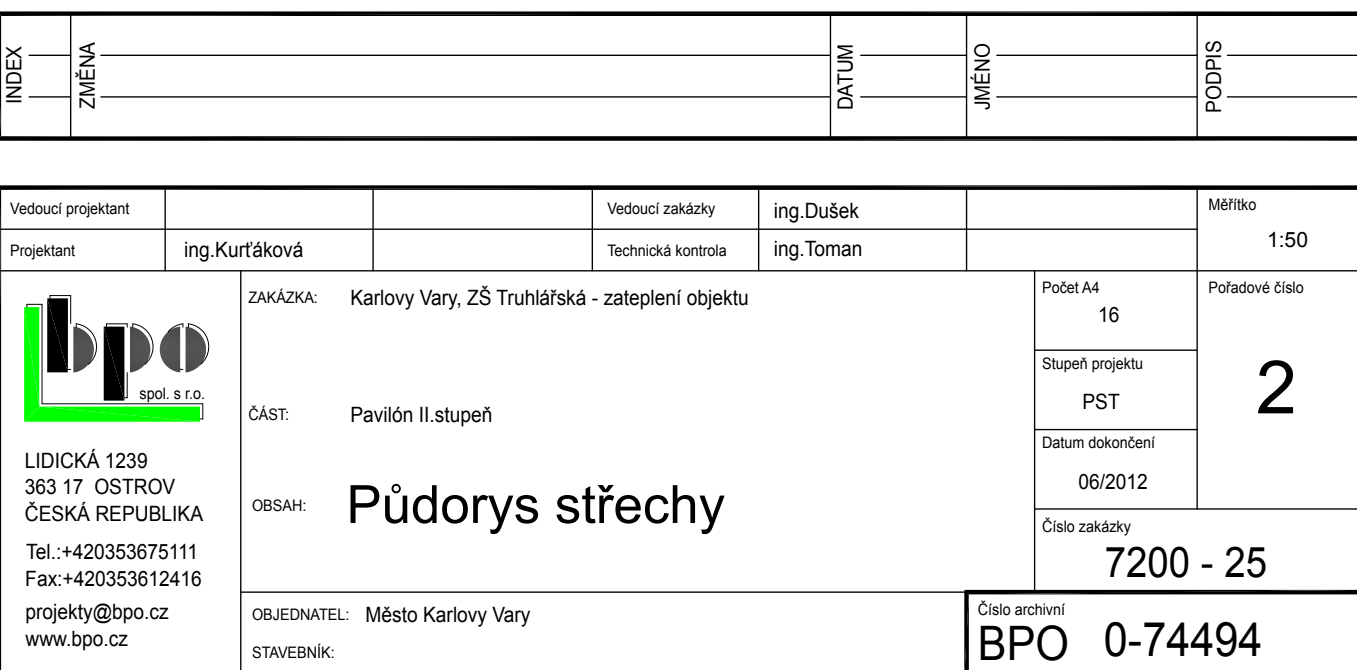 INDEX ZMĚNA DATUM JMÉNO PODPIS
Vedoucí projektant Vedoucí zakázky ing.Dušek Měřítko
1:50
Projektant ing.Kurťáková Technická kontrola ing.Toman
bpo
spol. s r.o.
LIDICKÁ 1239
363 17 OSTROV
ČESKÁ REPUBLIKA
Tel.:+420353675111
Fax:+420353612416
projekty@bpo.cz
www.bpo.cz
ZAKÁZKA: Karlovy Vary, ZŠ Truhlářská - zateplení objektu
ČÁST: Pavilón II.stupeň
OBSAH: Půdorys střechy
OBJEDNATEL: Město Karlovy Vary
STAVEBNÍK:
Počet A4
16
Stupeň projektu
PST
Datum dokončení
06/2012
Pořadové číslo
2
Číslo zakázky
7200 - 25
Číslo archivní
BPO 0-74494